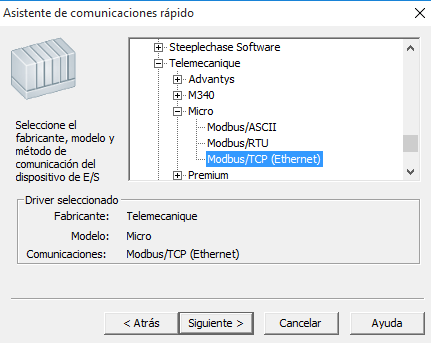 Asistente de comunicaciones rápido
Steeplechase Software
Telemecanique
Advantys
M340
Micro
Modbus/ASCII
Modbus/RTU
Modbus/TCP (Ethernet)
Premium
Seleccione el
fabricante, modelo y
método de
comunicación del
dispositivo de E/S
Driver seleccionado
Fabricante: Telemecanique
Modelo: Micro
Comunicaciones: Modbus/TCP (Ethernet)
< Atrás Siguiente > Cancelar Ayuda